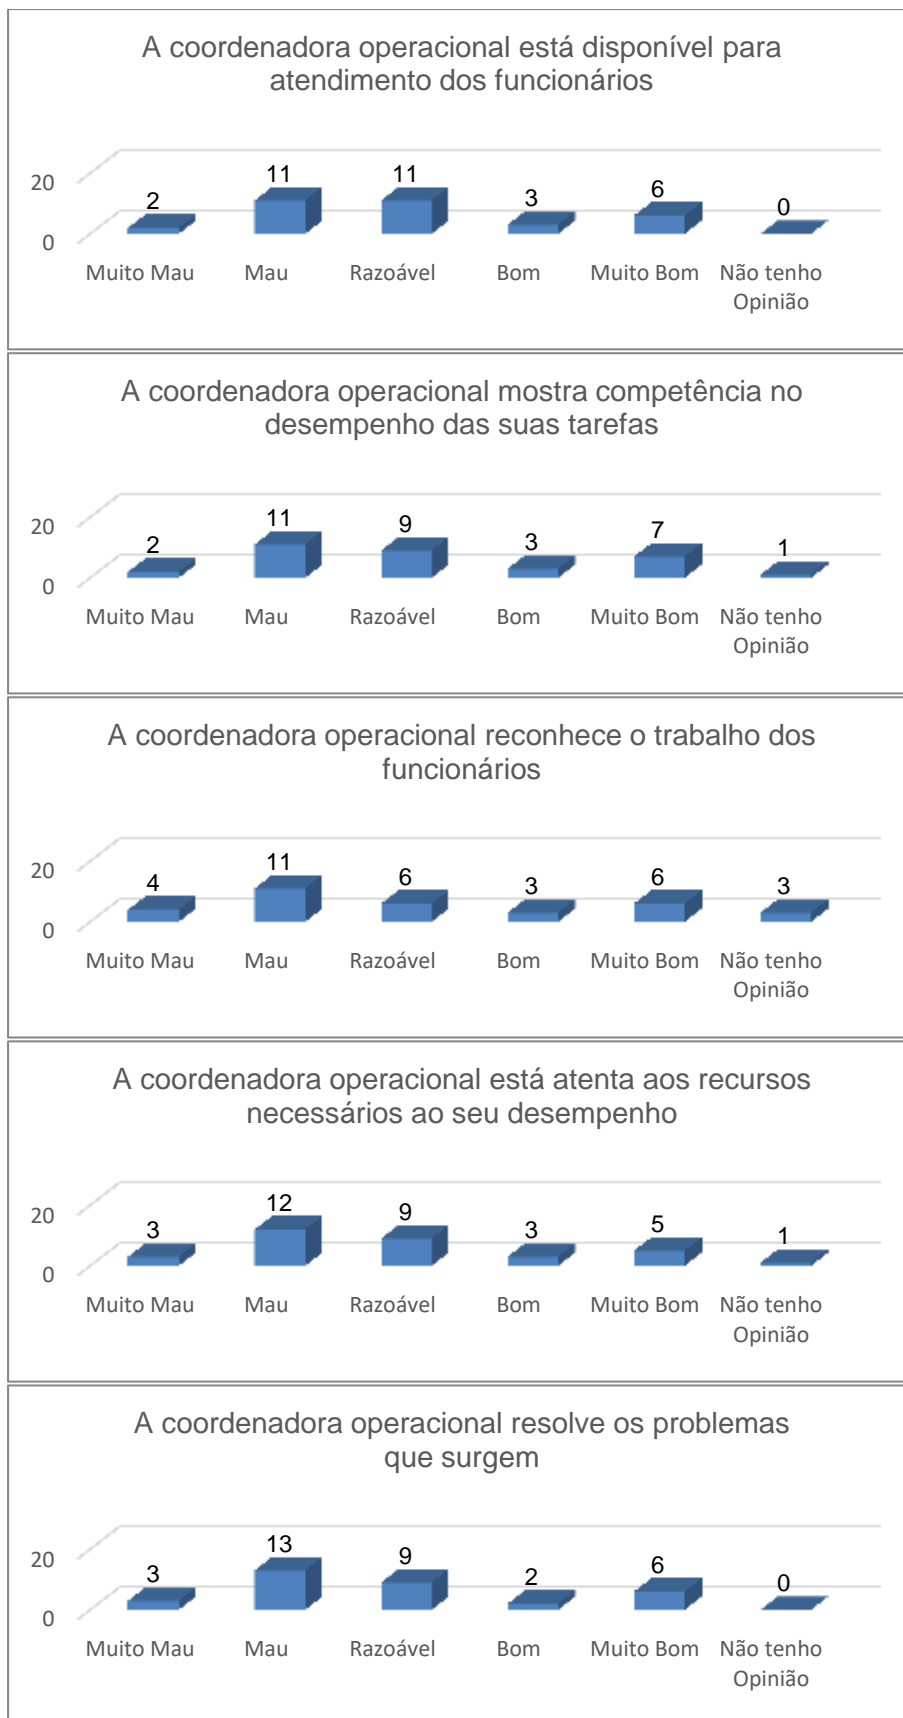 A coordenadora operacional está disponível para
atendimento dos funcionários
20
0
2
11
11
3
6
0
Muito Mau
Mau
Razoável
Bom
Muito Bom
Não tenho
Opinião
A coordenadora operacional mostra competência no
desempenho das suas tarefas
20
0
2
11
9
3
7
1
Muito Mau
Mau
Razoável
Bom
Muito Bom
Não tenho
Opinião
A coordenadora operacional reconhece o trabalho dos
funcionários
20
0
4
11
6
3
6
3
Muito Mau
Mau
Razoável
Bom
Muito Bom
Não tenho
Opinião
A coordenadora operacional está atenta aos recursos
necessários ao seu desempenho
20
0
3
12
9
3
5
1
Muito Mau
Mau
Razoável
Bom
Muito Bom
Não tenho
Opinião
A coordenadora operacional resolve os problemas
que surgem
20
0
3
13
9
2
6
0
Muito Mau
Mau
Razoável
Bom
Muito Bom
Não tenho
Opinião